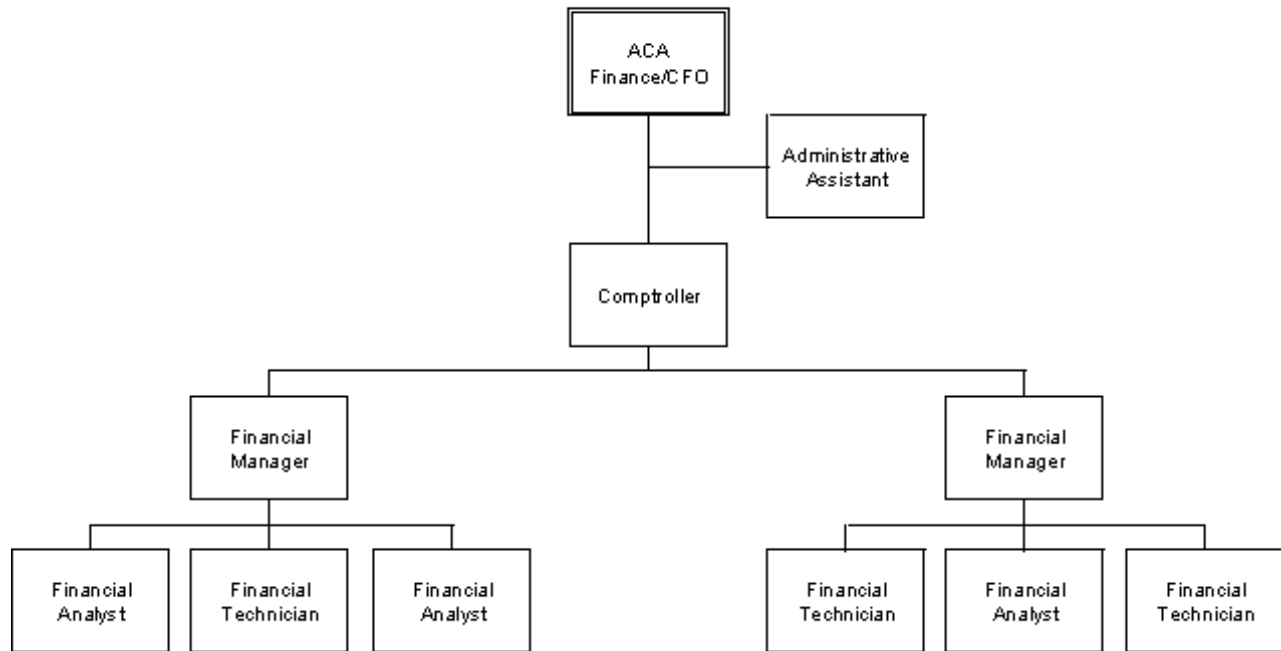 ACA
Finance/CFO
Administrative
Assistant
Comptroller
Financial
Manager
Financial
Manager
Financial
Analyst
Financial
Technician
Financial
Analyst
Financial
Technician
Financial
Analyst
Financial
Technician